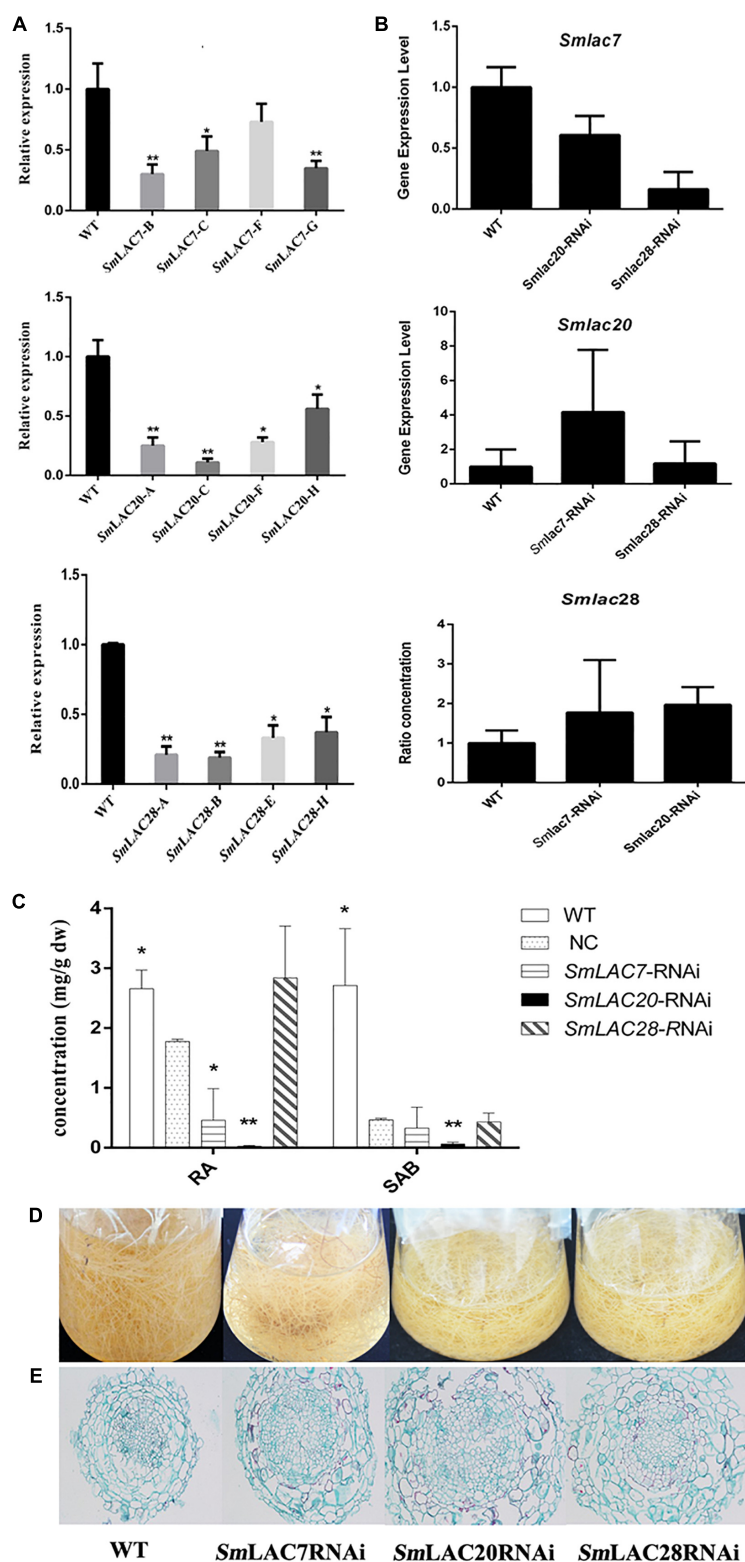 A
Relative expression
1.5
1.0
0.5
0.0
**
*
**
WT
SmLAC7-B
SmLAC7-C
SmLAC7-F
SmLAC7-G
Relative expression
1.5
1.0
0.5
0.0
**
**
*
*
WT
SmLAC20-A
SmLAC20-C
SmLAC20-F
SmLAC20-H
Relative expression
1.5
1.0
0.5
0.0
**
**
*
*
WT
SmLAC28-A
SmLAC28-B
SmLAC28-E
SmLAC28-H
B
Smlac7
Gene Expression Level
1.5
1.0
0.5
0.0
WT
Smlac20-RNAi
Smlac28-RNAi
Smlac20
Gene Expression Level
10
8
6
4
2
0
WT
Smlac7-RNAi
Smlac28-RNAi
Smlac28
Ratio concentration
4
3
2
1
0
WT
Smlac7-RNAi
Smlac20-RNAi
C
concentration (mg/g dw)
4
3
2
1
0
*
*
**
*
**
RA
SAB
WT
NC
SmLAC7-RNAi
SmLAC20-RNAi
SmLAC28-RNAi
D
E
WT
SmLAC7RNAi
SmLAC20RNAi
SmLAC28RNAi